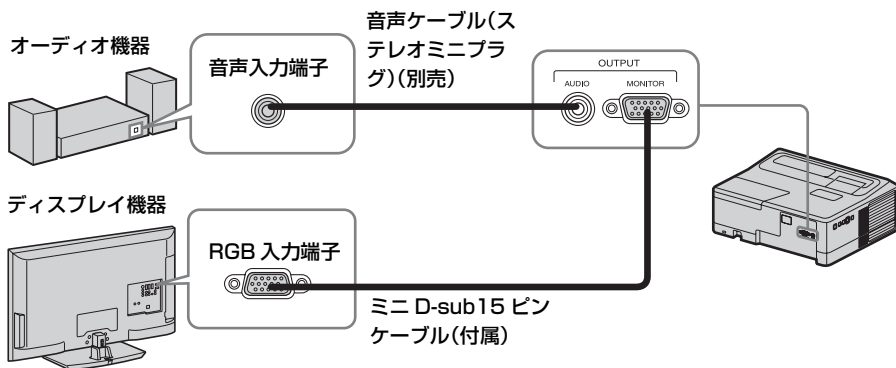 オーディオ機器
音声入力端子
音声ケーブル（ス
テレオミニプラ
グ）（別売）
OUTPUT
AUDIO
MONITOR
ディスプレイ機器
RGB 入力端子
ミニ D-sub15 ピン
ケーブル（付属）